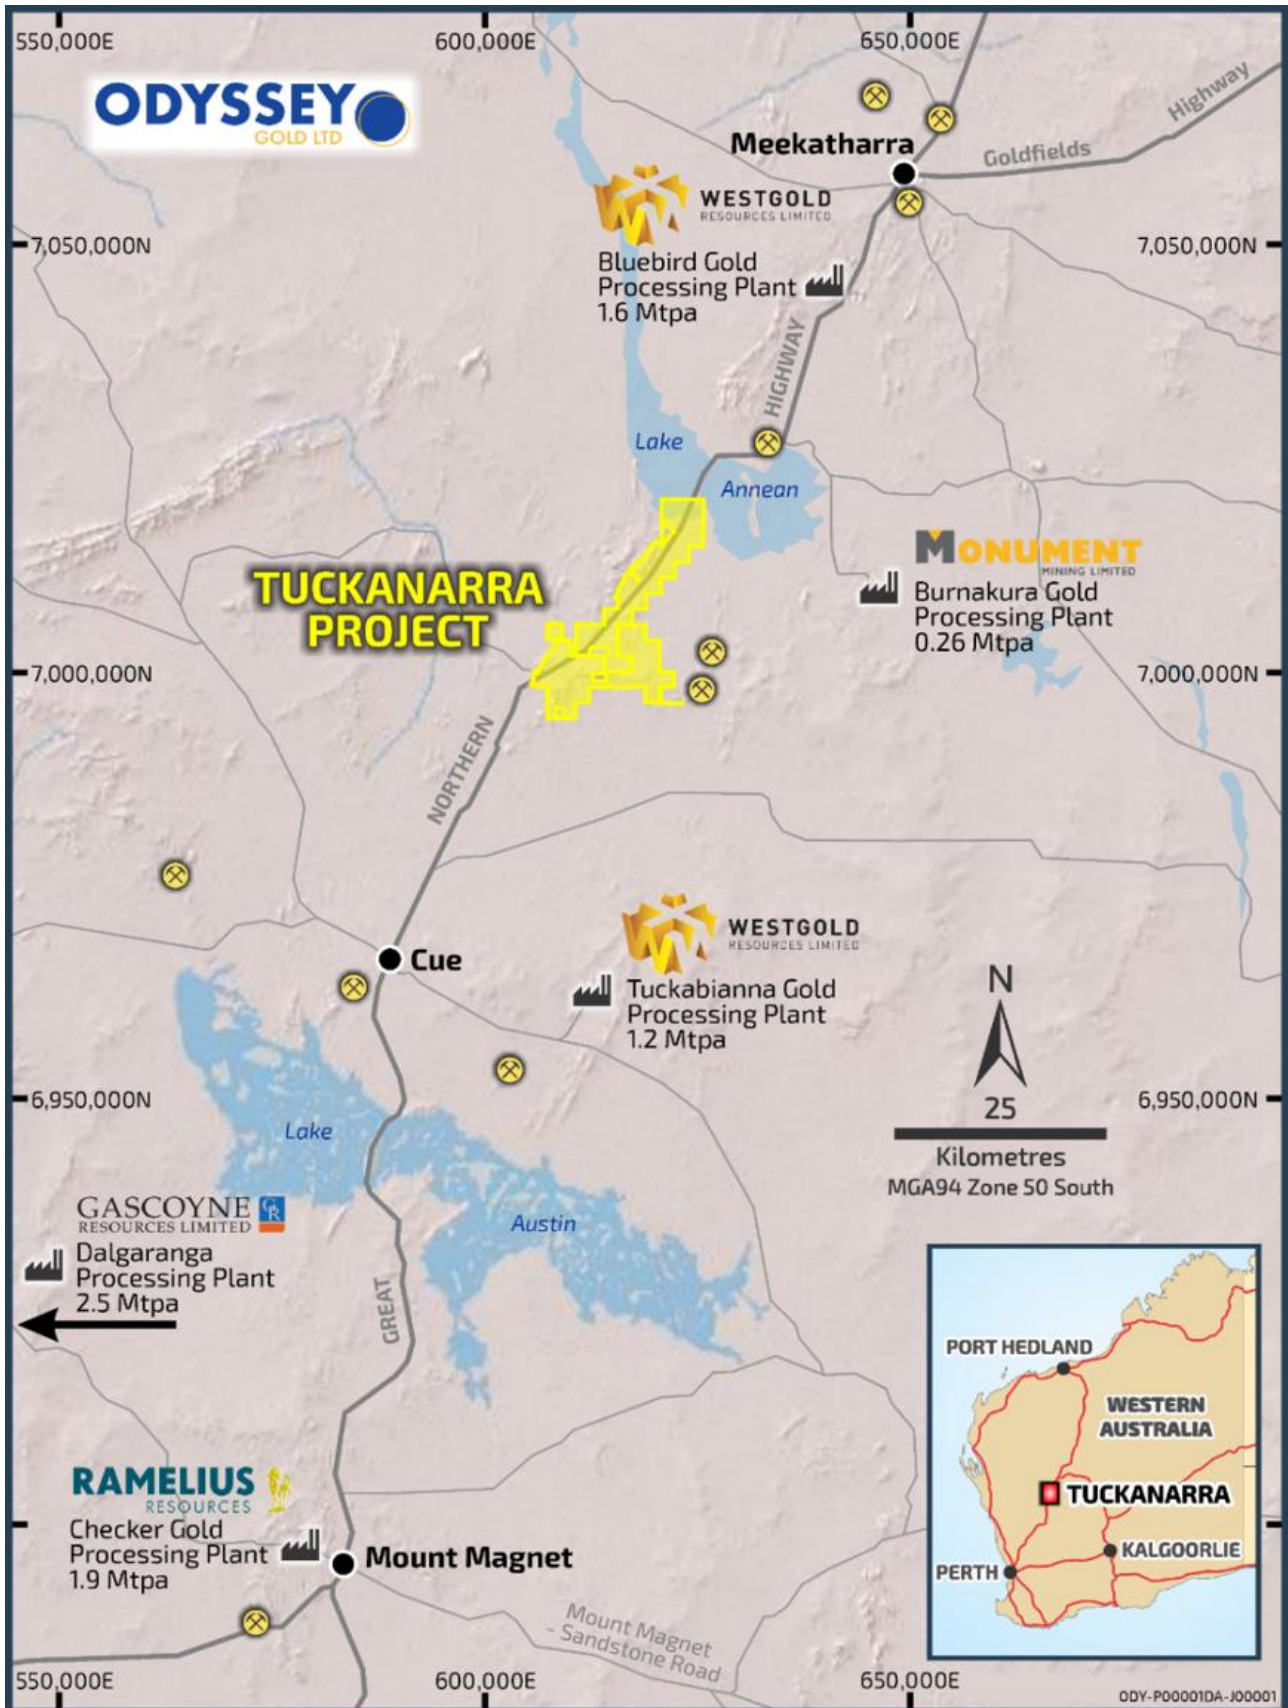 550,000E
600,000E
650,000E
ODYSSEY
GOLD LTD
Highway
Goldfields
Meekatharra
WESTGOLD
RESOURCES LIMITED
7,050,000N
7,050,000N
Bluebird Gold
Processing Plant
1.6 Mtpa
HIGHWAY
Lake
Annean
MONUMENT
MINING LIMITED
Burnakura Gold
Processing Plant
0.26 Mtpa
TUCKANARRA
PROJECT
7,000,000N
7,000,000N
NORTHERN
WESTGOLD
RESOURCES LIMITED
Cue
Tuckabianna Gold
Processing Plant
1.2 Mtpa
N
25
Kilometres
MGA94 Zone 50 South
6,950,000N
6,950,000N
Lake
Austin
GASCOYNE
RESOURCES LIMITED
GR
Dalgaranga
Processing Plant
2.5 Mtpa
GREAT
PORT HEDLAND
WESTERN
AUSTRALIA
TUCKANARRA
KALGOORLIE
PERTH
RAMELIUS
RESOURCES
Checker Gold
Processing Plant
1.9 Mtpa
Mount Magnet
Mount Magnet
- Sandstone Road
550,000E
600,000E
650,000E
ODY-P00001DA-J00001